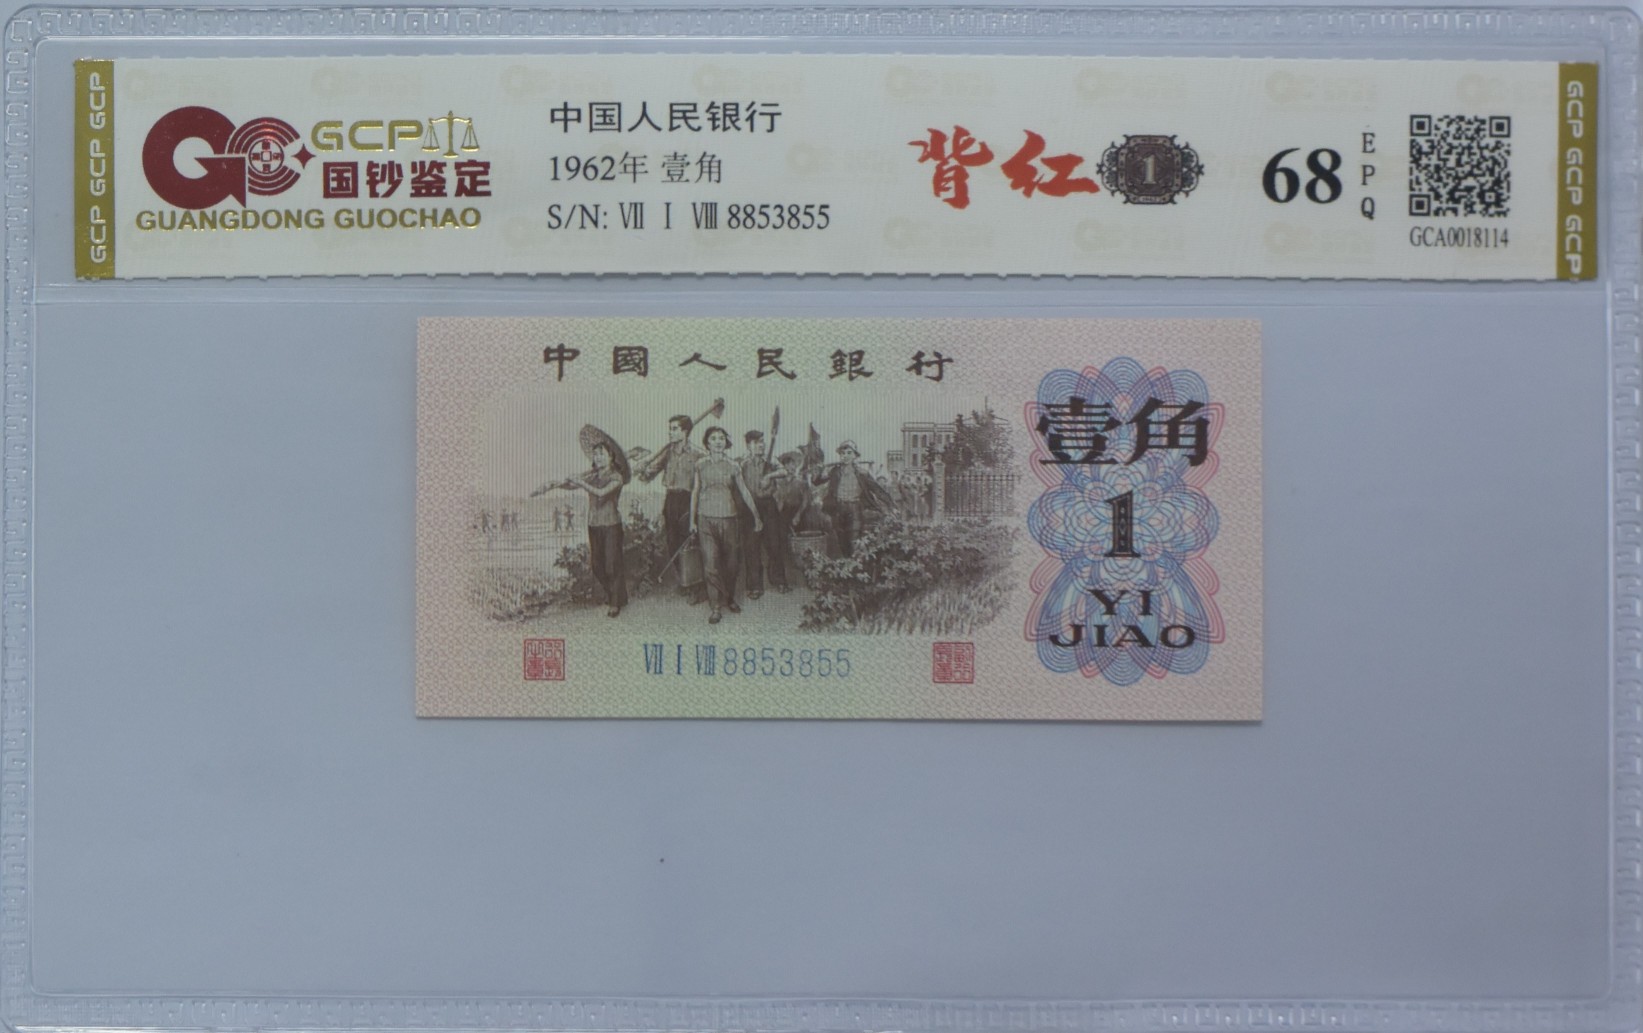 GCP GCP GCP
GCP
国钞鉴定
GUANGDONG GUOCHAO
中国人民银行
1962年 壹角
S/N: Ⅶ Ⅰ Ⅷ 8853855
背红
1
68
EPQ
GCA0018114
GCP GCP GCP
中國人民銀行
壹角
1
YI
JIAO
Ⅶ Ⅰ Ⅷ 8853855